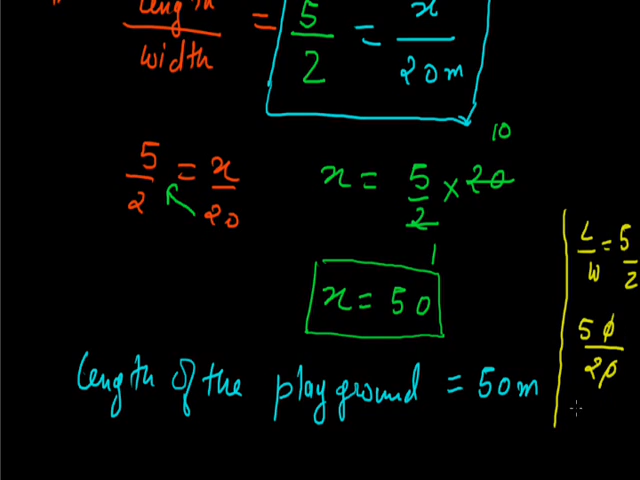 length/width = 5/2 = x/20m
5/2 = x/20
x = 5/2 × 20
10
1
x = 50
length of the playground = 50m
L/W = 5/2
50/20